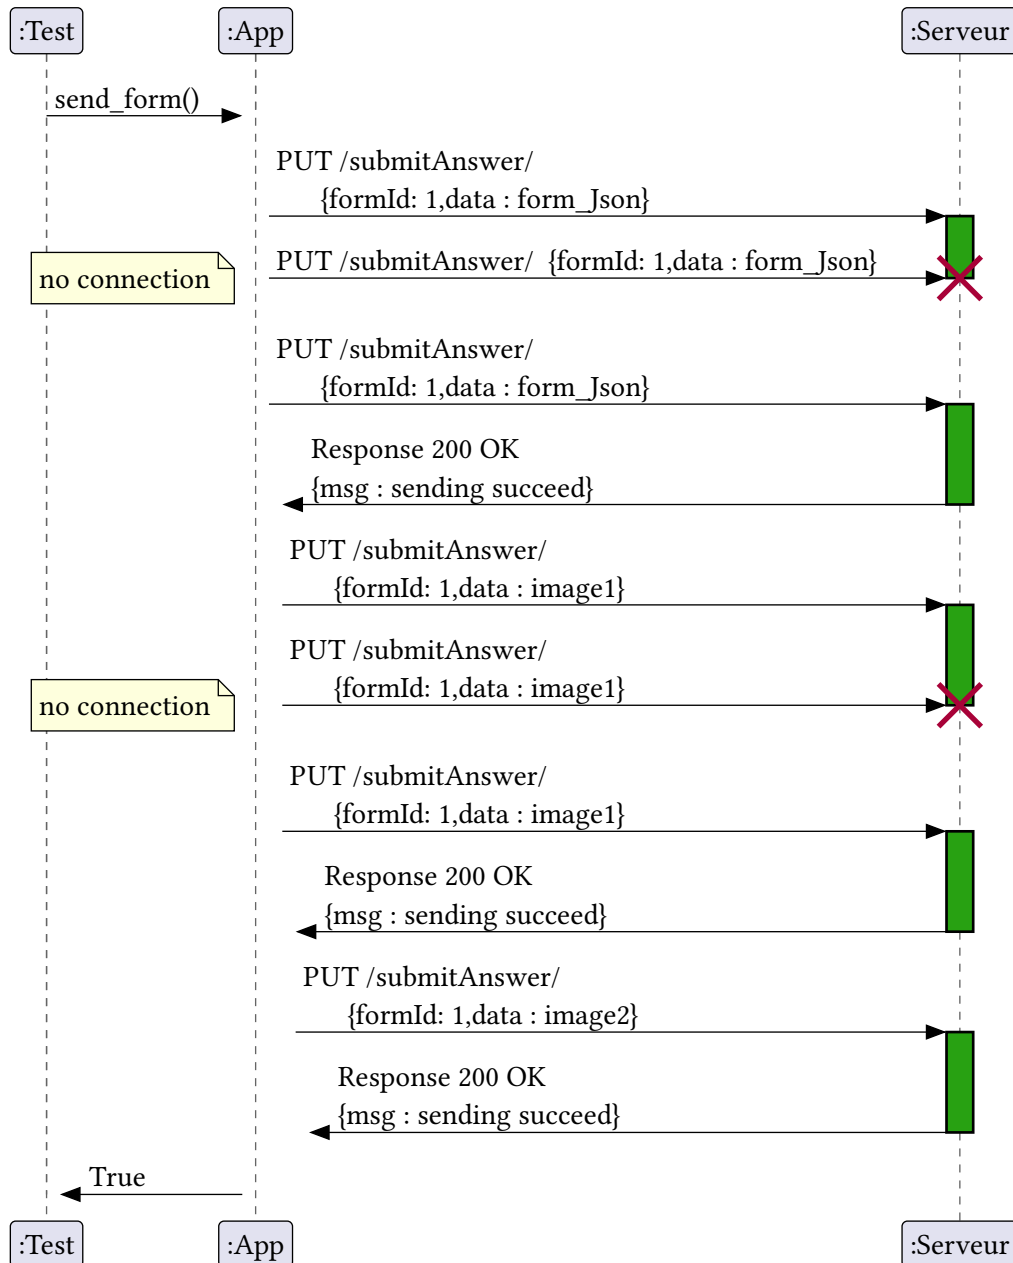 :Test :App :Serveur
send_form()
PUT /submitAnswer/
{formId: 1,data : form_Json}
no connection
PUT /submitAnswer/ {formId: 1,data : form_Json}
PUT /submitAnswer/
{formId: 1,data : form_Json}
Response 200 OK
{msg : sending succeed}
PUT /submitAnswer/
{formId: 1,data : image1}
PUT /submitAnswer/
{formId: 1,data : image1}
no connection
PUT /submitAnswer/
{formId: 1,data : image1}
Response 200 OK
{msg : sending succeed}
PUT /submitAnswer/
{formId: 1,data : image2}
Response 200 OK
{msg : sending succeed}
True
:Test :App :Serveur